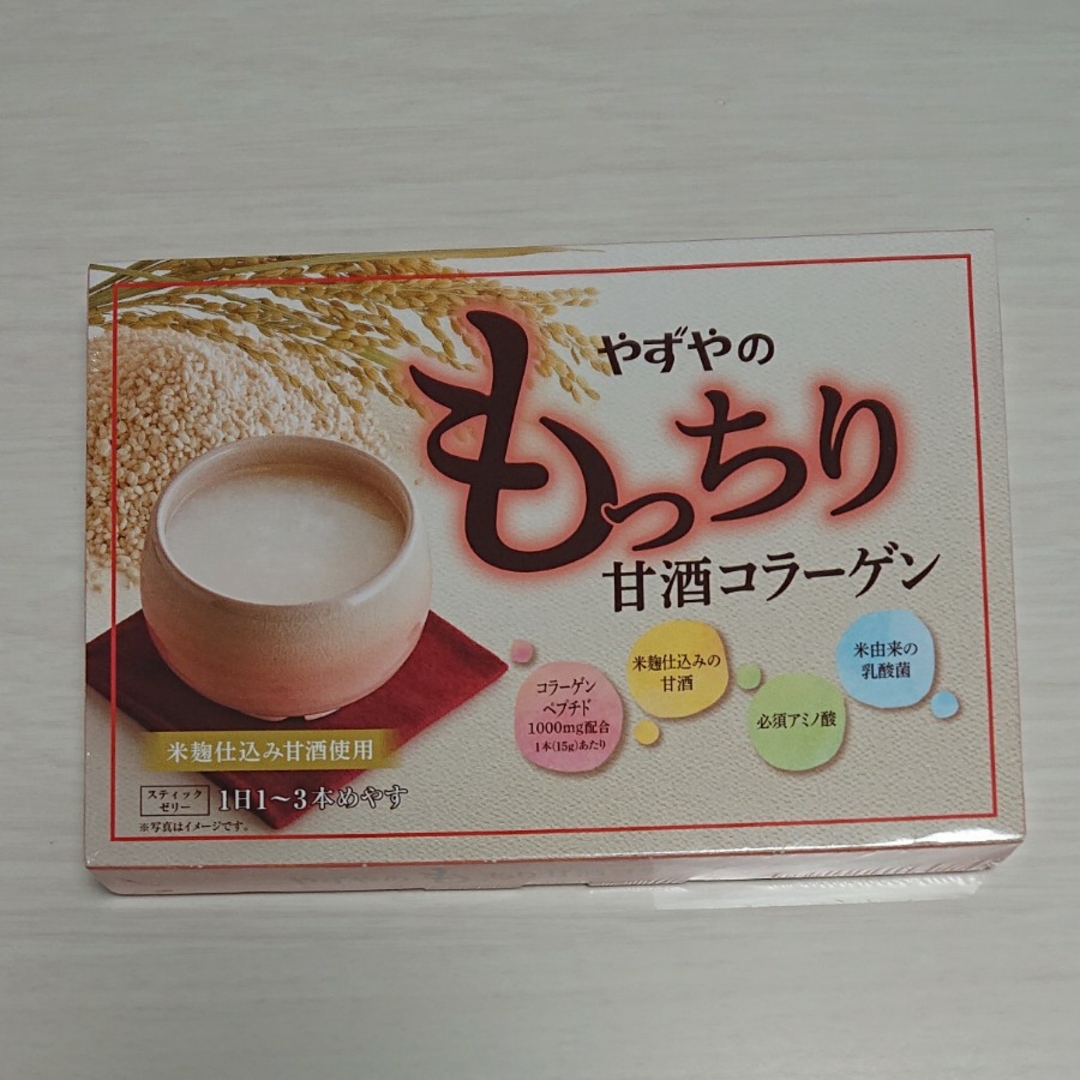 やずやの
もっちり
甘酒コラーゲン
コラーゲン
ペプチド
1000mg配合
1本(15g)あたり
米麹仕込みの
甘酒
必須アミノ酸
米由来の
乳酸菌
米麹仕込み甘酒使用
スティック
ゼリー
1日1～3本めやす
※写真はイメージです。